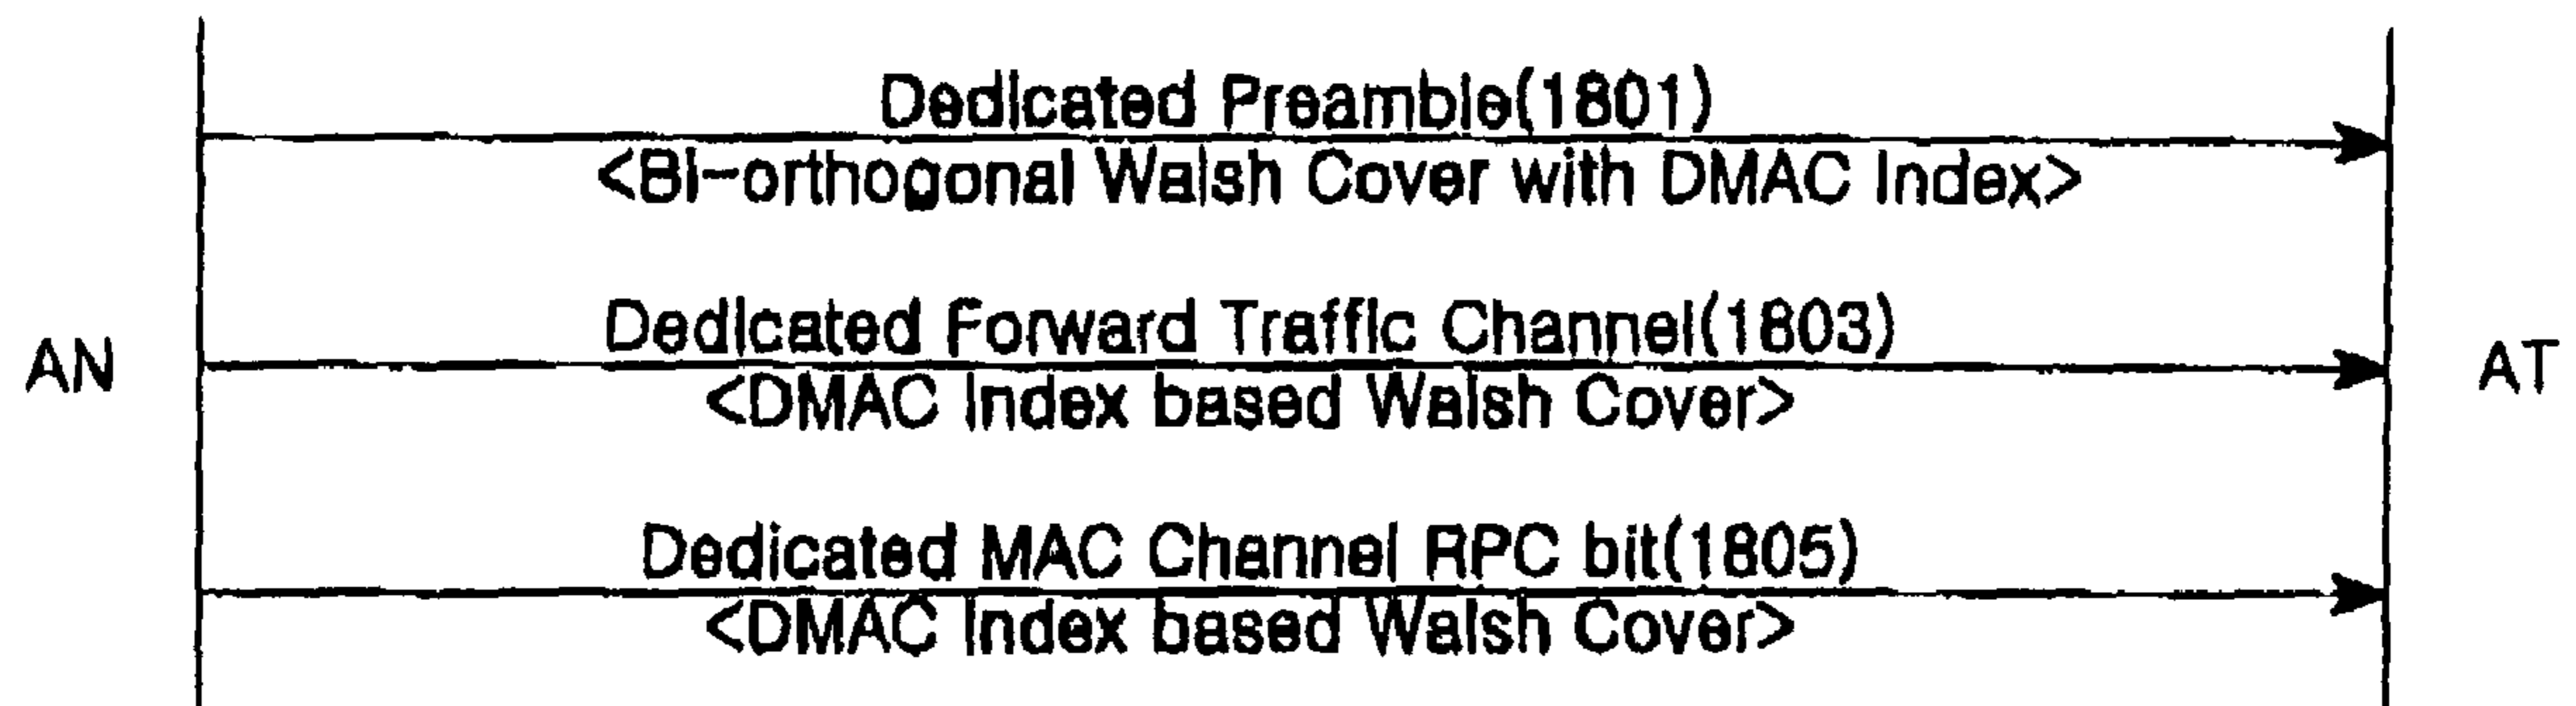 Dedicated Preamble(1801)
<Bi-orthogonal Walsh Cover with DMAC Index>
Dedicated Forward Traffic Channel(1803)
AN
AT
<DMAC Index based Walsh Cover>
Dedicated MAC Channel RPC bit(1805)
<DMAC Index based Walsh Cover>